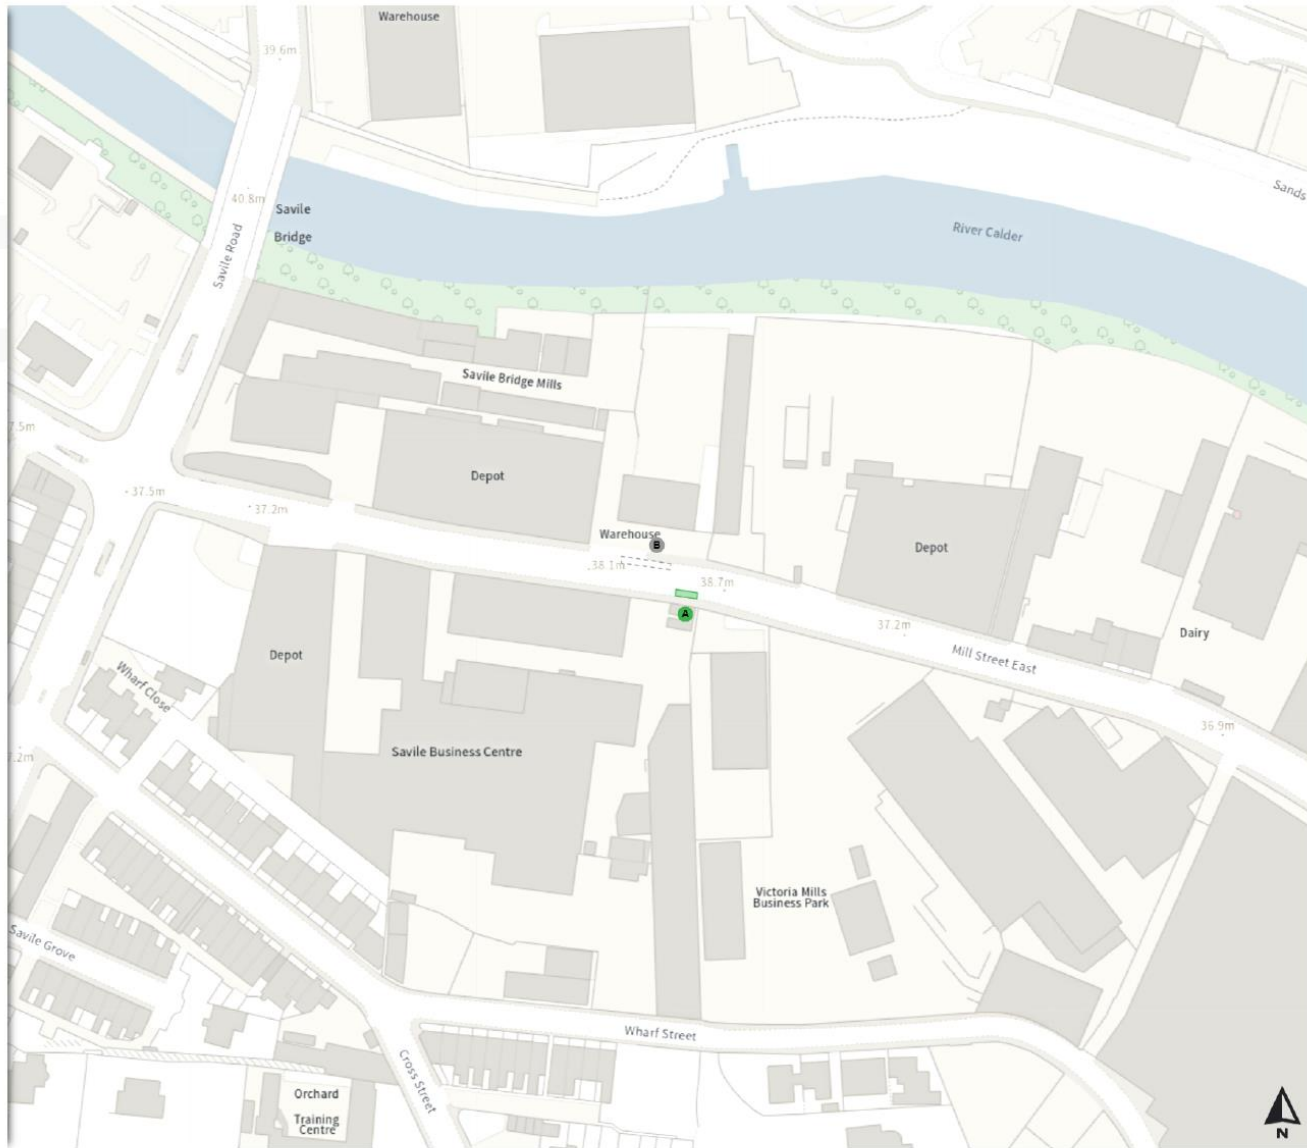 Warehouse
39.6m
Sands
40.8m
Savile
Bridge
River Calder
Savile Road
Savile Bridge Mills
7.5m
Depot
37.5m
37.2m
Warehouse
B
Depot
38.1m
38.7m
A
37.2m
Dairy
Depot
Mill Street East
Wharf Close
36.9m
7.2m
Savile Business Centre
Victoria Mills
Business Park
Savile Grove
Wharf Street
Cross Street
Orchard
Training
Centre
N